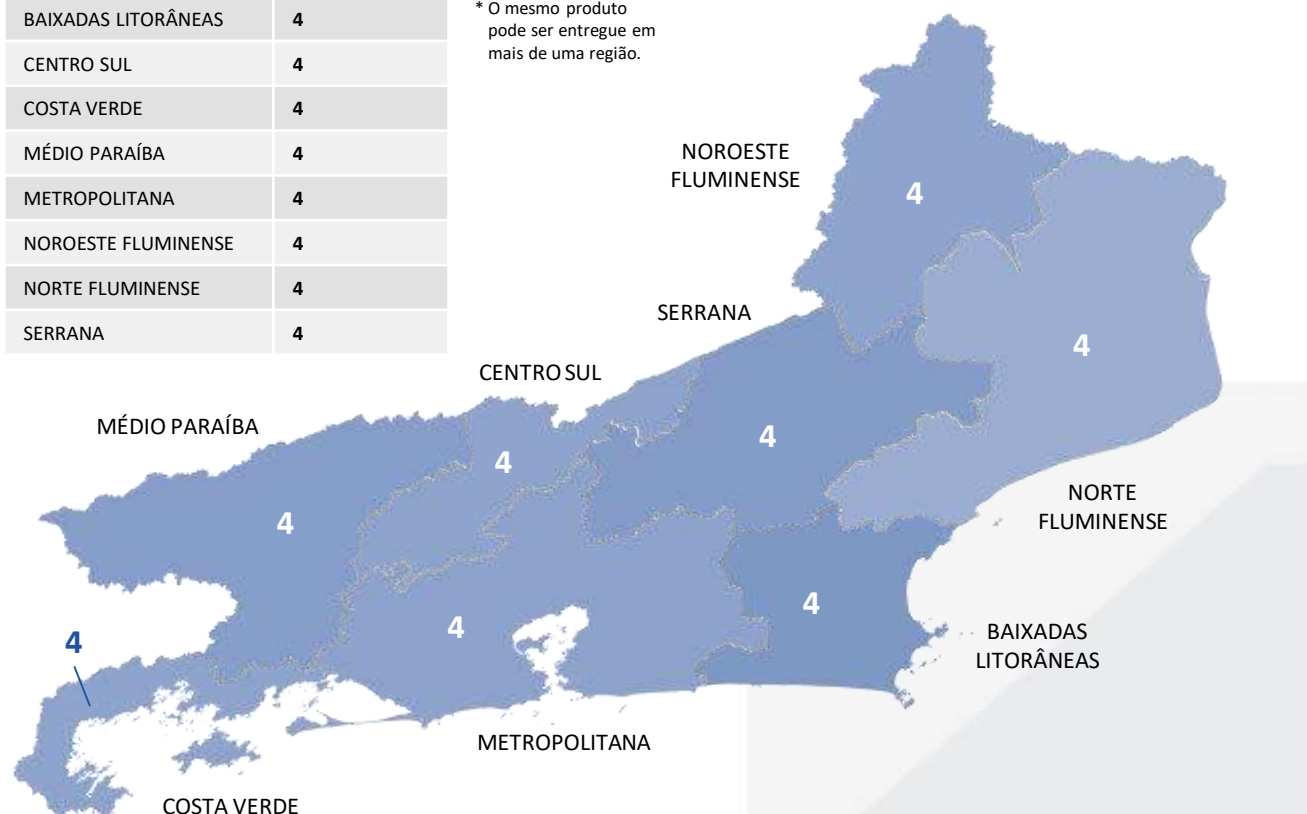 BAIXADAS LITORÂNEAS 4
CENTRO SUL 4
COSTA VERDE 4
MÉDIO PARAÍBA 4
METROPOLITANA 4
NOROESTE FLUMINENSE 4
NORTE FLUMINENSE 4
SERRANA 4
* O mesmo produto
pode ser entregue em
mais de uma região.
NOROESTE
FLUMINENSE
4
SERRANA
4
CENTRO SUL
4
MÉDIO PARAÍBA
4
4
NORTE
FLUMINENSE
4
4
BAIXADAS
LITORÂNEAS
4
METROPOLITANA
COSTA VERDE